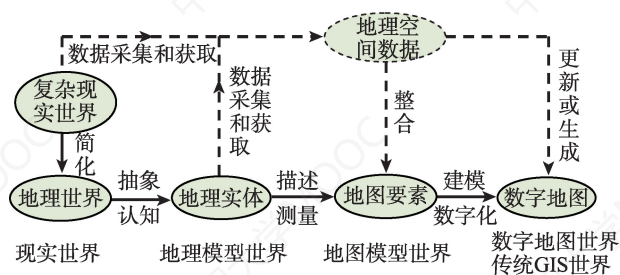 地理空
间数据
数据采集和获取
复杂现
实世界
数据
采集
和获
取
整合
更新或生成
简化
地理世界
抽象
认知
地理实体
描述
测量
地图要素
建模
数字化
数字地图
现实世界
地理模型世界
地图模型世界
数字地图世界
传统GIS世界